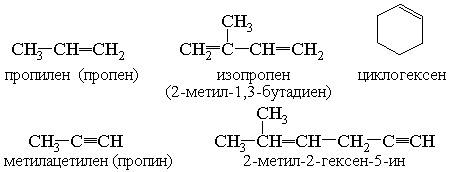 CH₃
CH₃—CH=CH₂ CH₂=C—CH=CH₂
пропилен (пропен) изопропен циклогексен
(2-метил-1,3-бутадиен)
CH₃
CH₃—C≡CH CH₃—CH=CH—CH₂—C≡CH
метилацетилен (пропин) 2-метил-2-гексен-5-ин